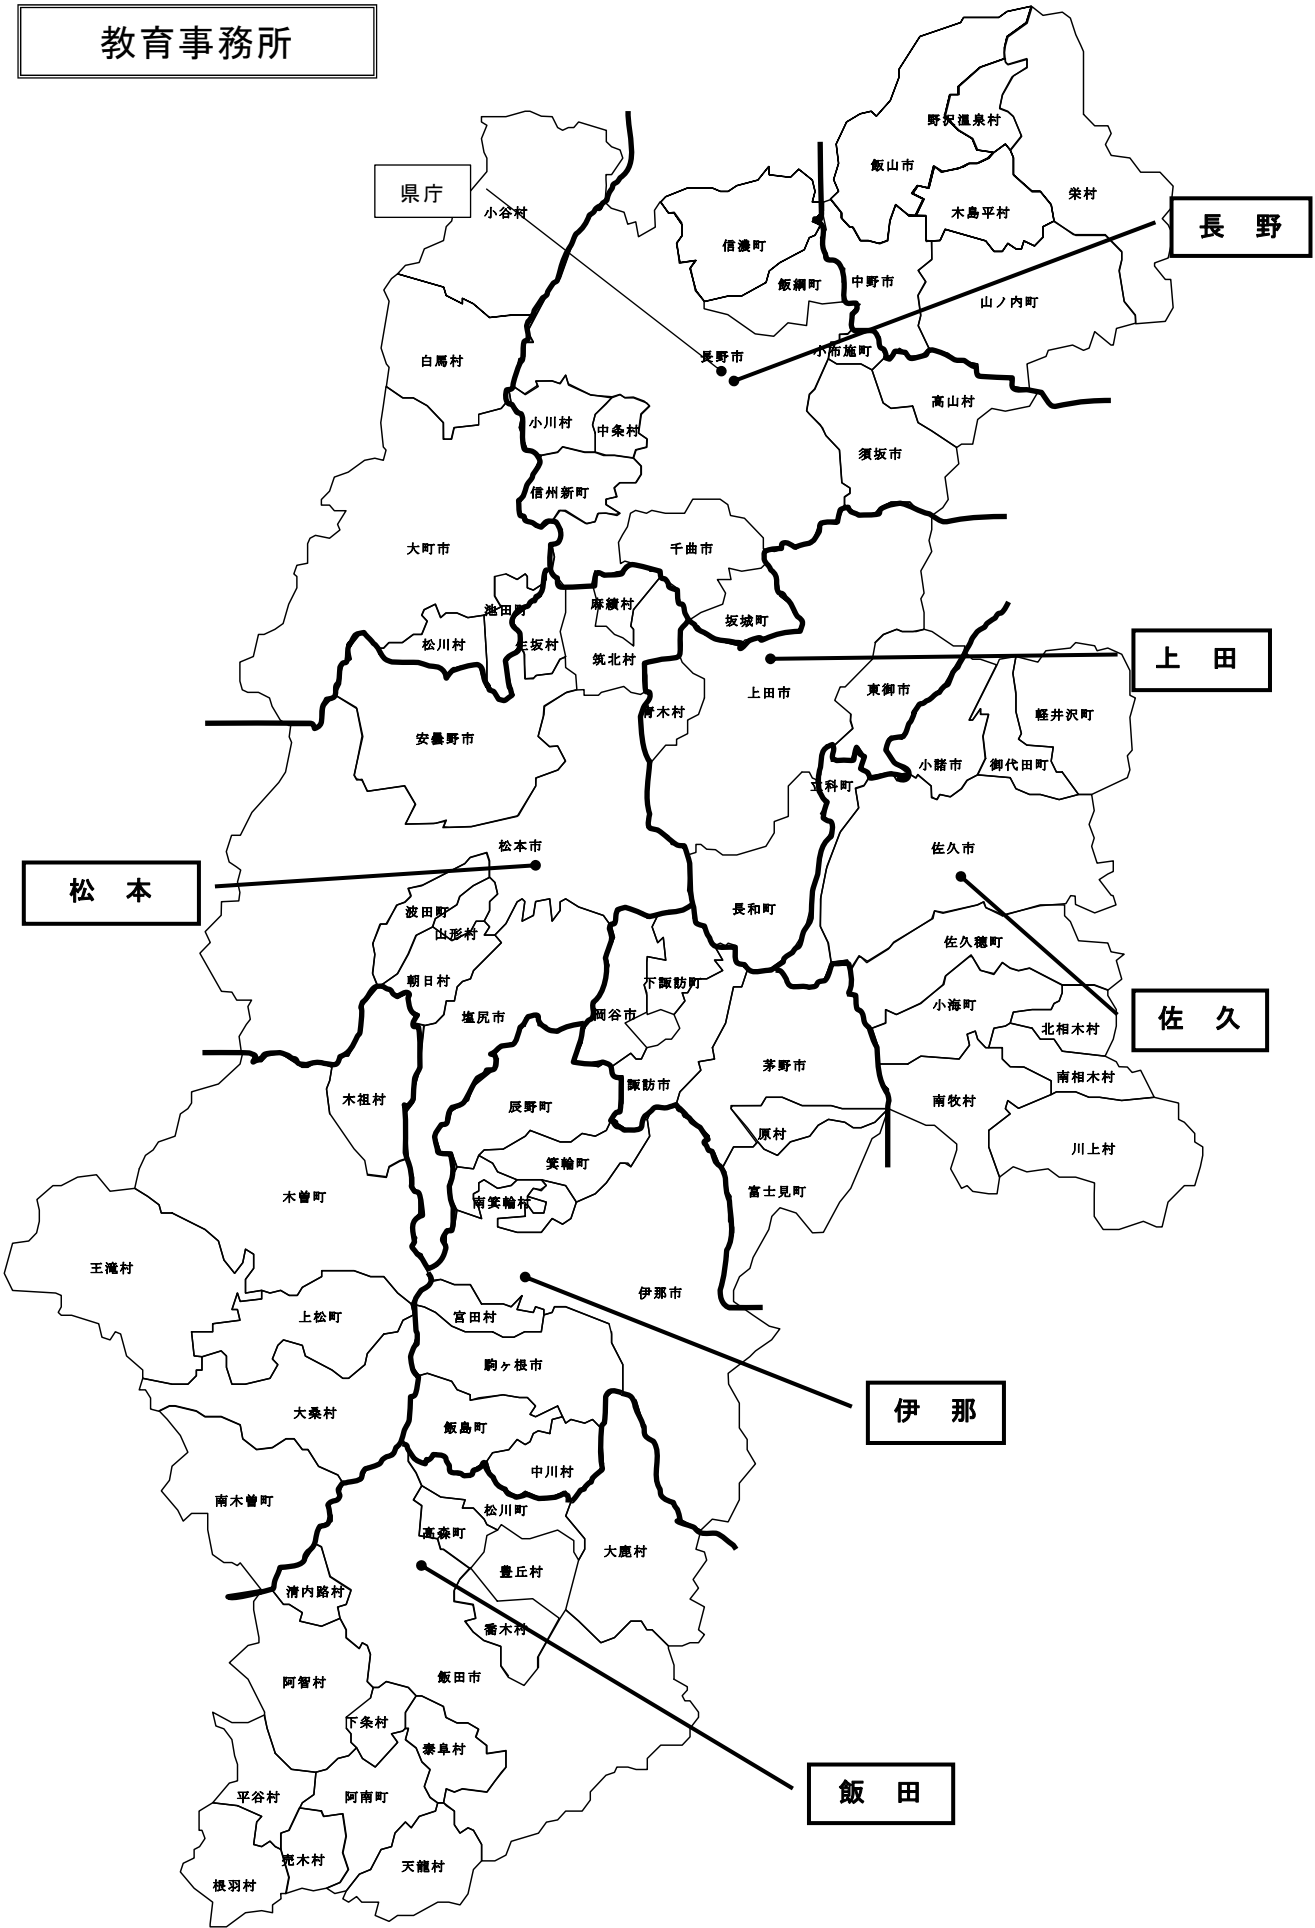 教育事務所
県庁
小谷村
野沢温泉村
飯山市
栄村
木島平村
長　野
信濃町
飯綱町
中野市
山ノ内町
白馬村
長野市
小布施町
高山村
小川村
中条村
須坂市
信州新町
大町市
千曲市
池田町
麻績村
坂城町
松川村
生坂村
筑北村
上　田
上田市
東御市
青木村
軽井沢町
安曇野市
小諸市
御代田町
立科町
松本市
佐久市
松　本
波田町
長和町
山形村
佐久穂町
朝日村
下諏訪町
小海町
塩尻市
岡谷市
北相木村
佐　久
茅野市
南相木村
諏訪市
木祖村
辰野町
南牧村
原村
川上村
箕輪町
木曽町
南箕輪村
富士見町
王滝村
伊那市
上松町
宮田村
駒ヶ根市
伊　那
大桑村
飯島町
中川村
南木曽町
松川町
高森町
大鹿村
豊丘村
清内路村
喬木村
飯田市
阿智村
下条村
泰阜村
飯　田
平谷村
阿南町
売木村
天龍村
根羽村